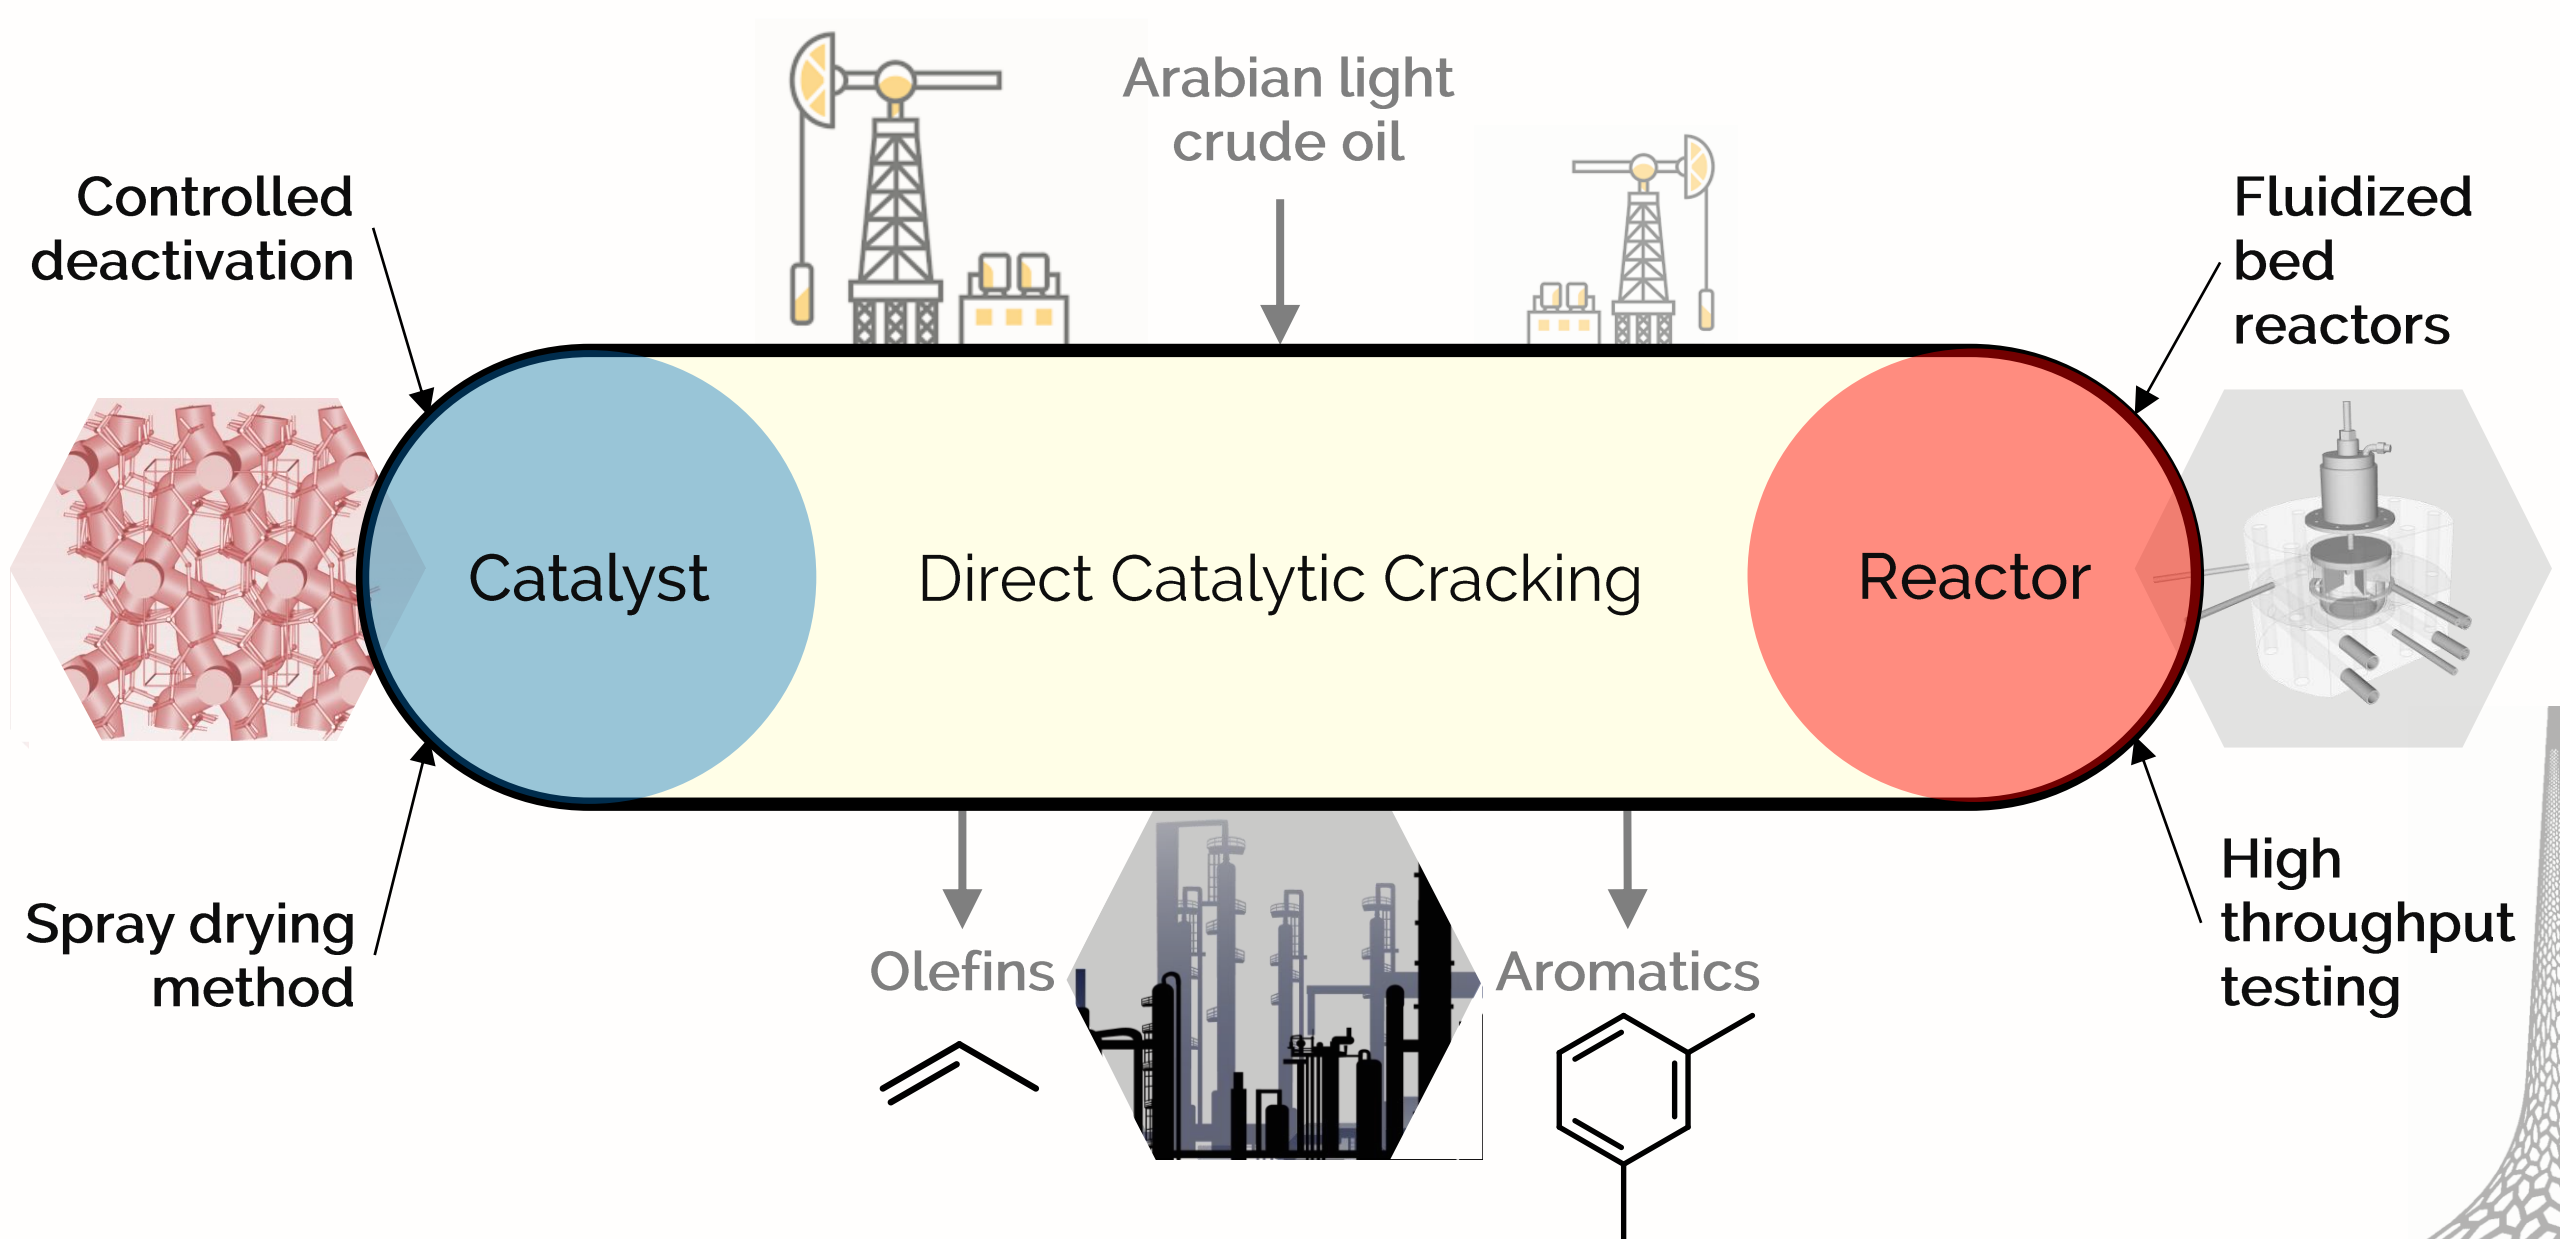 Arabian light
crude oil
Controlled
deactivation
Fluidized
bed
reactors
Catalyst
Direct Catalytic Cracking
Reactor
Spray drying
method
Olefins
Aromatics
High
throughput
testing